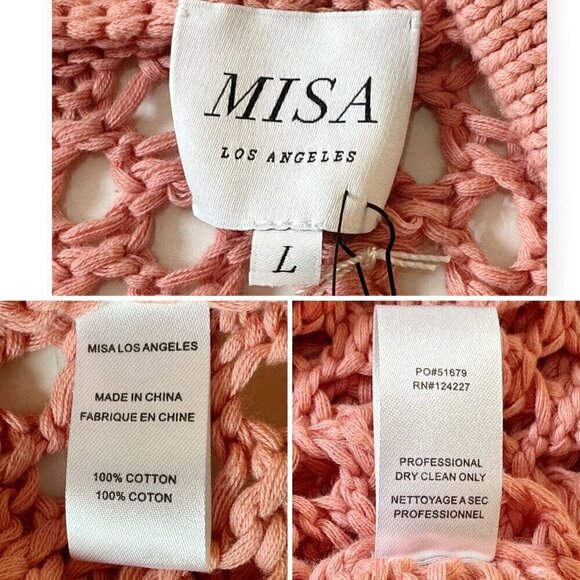 MISA
LOS ANGELES
L
MISA LOS ANGELES
MADE IN CHINA
FABRIQUE EN CHINE
100% COTTON
100% COTON
PO#51679
RN#124227
PROFESSIONAL
DRY CLEAN ONLY
NETTOYAGE A SEC
PROFESSIONNEL